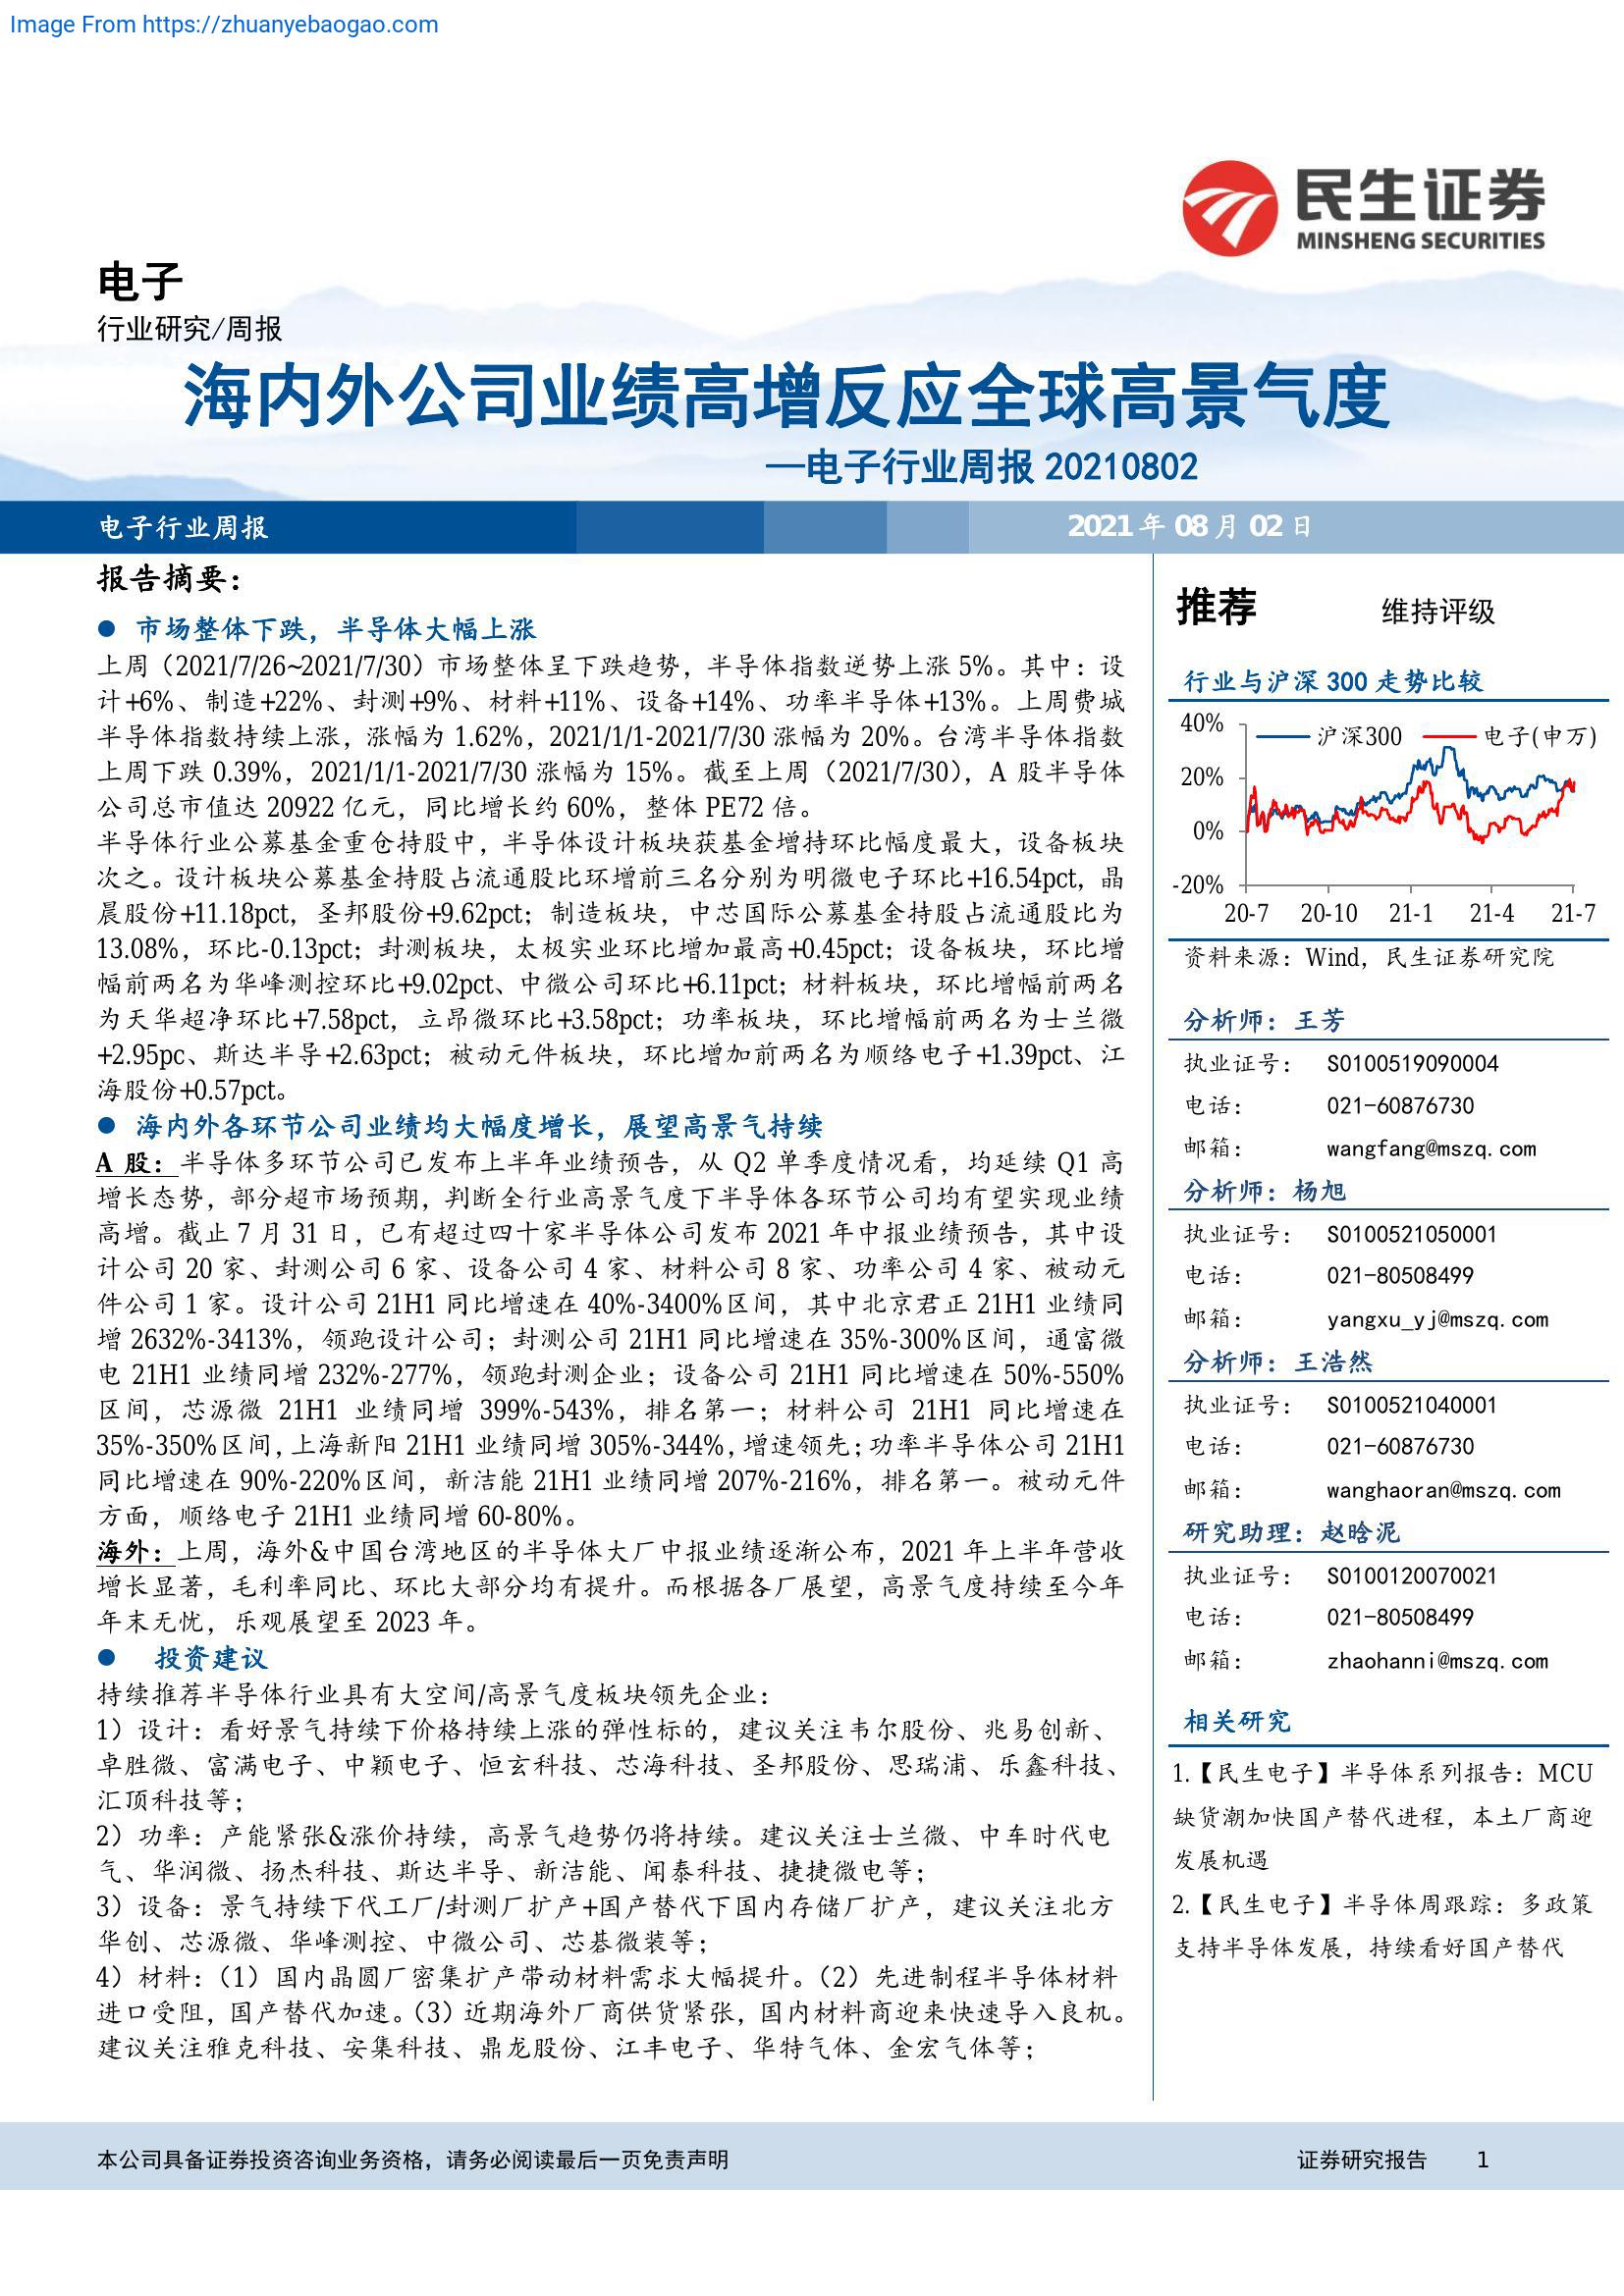 Image From https://zhuanyebaogao.com
民生证券
MINSHENG SECURITIES
电子
行业研究/周报
海内外公司业绩高增反应全球高景气度
—电子行业周报 20210802
电子行业周报
2021 年 08 月 02 日
报告摘要：
● 市场整体下跌，半导体大幅上涨
上周（2021/7/26~2021/7/30）市场整体呈下跌趋势，半导体指数逆势上涨 5%。其中：设
计+6%、制造+22%、封测+9%、材料+11%、设备+14%、功率半导体+13%。上周费城
半导体指数持续上涨，涨幅为 1.62%，2021/1/1-2021/7/30 涨幅为 20%。台湾半导体指数
上周下跌 0.39%，2021/1/1-2021/7/30 涨幅为 15%。截至上周（2021/7/30），A 股半导体
公司总市值达 20922 亿元，同比增长约 60%，整体 PE72 倍。
半导体行业公募基金重仓持股中，半导体设计板块获基金增持环比幅度最大，设备板块
次之。设计板块公募基金持股占流通股比环增前三名分别为明微电子环比+16.54pct，晶
晨股份+11.18pct，圣邦股份+9.62pct；制造板块，中芯国际公募基金持股占流通股比为
13.08%，环比-0.13pct；封测板块，太极实业环比增加最高+0.45pct；设备板块，环比增
幅前两名为华峰测控环比+9.02pct、中微公司环比+6.11pct；材料板块，环比增幅前两名
为天华超净环比+7.58pct，立昂微环比+3.58pct；功率板块，环比增幅前两名为士兰微
+2.95pc、斯达半导+2.63pct；被动元件板块，环比增加前两名为顺络电子+1.39pct、江
海股份+0.57pct。
● 海内外各环节公司业绩均大幅度增长，展望高景气持续
A 股：半导体多环节公司已发布上半年业绩预告，从 Q2 单季度情况看，均延续 Q1 高
增长态势，部分超市场预期，判断全行业高景气度下半导体各环节公司均有望实现业绩
高增。截止 7 月 31 日，已有超过四十家半导体公司发布 2021 年中报业绩预告，其中设
计公司 20 家、封测公司 6 家、设备公司 4 家、材料公司 8 家、功率公司 4 家、被动元
件公司 1 家。设计公司 21H1 同比增速在 40%-3400%区间，其中北京君正 21H1 业绩同
增 2632%-3413%，领跑设计公司；封测公司 21H1 同比增速在 35%-300%区间，通富微
电 21H1 业绩同增 232%-277%，领跑封测企业；设备公司 21H1 同比增速在 50%-550%
区间，芯源微 21H1 业绩同增 399%-543%，排名第一；材料公司 21H1 同比增速在
35%-350%区间，上海新阳 21H1 业绩同增 305%-344%，增速领先；功率半导体公司 21H1
同比增速在 90%-220%区间，新洁能 21H1 业绩同增 207%-216%，排名第一。被动元件
方面，顺络电子 21H1 业绩同增 60-80%。
海外：上周，海外&中国台湾地区的半导体大厂中报业绩逐渐公布，2021 年上半年营收
增长显著，毛利率同比、环比大部分均有提升。而根据各厂展望，高景气度持续至今年
年末无忧，乐观展望至 2023 年。
● 投资建议
持续推荐半导体行业具有大空间/高景气度板块领先企业：
1）设计：看好景气持续下价格持续上涨的弹性标的，建议关注韦尔股份、兆易创新、
卓胜微、富满电子、中颖电子、恒玄科技、芯海科技、圣邦股份、思瑞浦、乐鑫科技、
汇顶科技等；
2）功率：产能紧张&涨价持续，高景气趋势仍将持续。建议关注士兰微、中车时代电
气、华润微、扬杰科技、斯达半导、新洁能、闻泰科技、捷捷微电等；
3）设备：景气持续下代工厂/封测厂扩产+国产替代下国内存储厂扩产，建议关注北方
华创、芯源微、华峰测控、中微公司、芯碁微装等；
4）材料：（1）国内晶圆厂密集扩产带动材料需求大幅提升。（2）先进制程半导体材料
进口受阻，国产替代加速。（3）近期海外厂商供货紧张，国内材料商迎来快速导入良机。
建议关注雅克科技、安集科技、鼎龙股份、江丰电子、华特气体、金宏气体等；
推荐 维持评级
行业与沪深 300 走势比较
沪深300 电子(申万)
40%
20%
0%
-20%
20-7 20-10 21-1 21-4 21-7
资料来源：Wind，民生证券研究院
分析师：王芳
执业证号： S0100519090004
电话： 021-60876730
邮箱： wangfang@mszq.com
分析师：杨旭
执业证号： S0100521050001
电话： 021-80508499
邮箱： yangxu_yj@mszq.com
分析师：王浩然
执业证号： S0100521040001
电话： 021-60876730
邮箱： wanghaoran@mszq.com
研究助理：赵晗泥
执业证号： S0100120070021
电话： 021-80508499
邮箱： zhaohanni@mszq.com
相关研究
1.【民生电子】半导体系列报告：MCU
缺货潮加快国产替代进程，本土厂商迎
发展机遇
2.【民生电子】半导体周跟踪：多政策
支持半导体发展，持续看好国产替代
本公司具备证券投资咨询业务资格，请务必阅读最后一页免责声明
证券研究报告 1